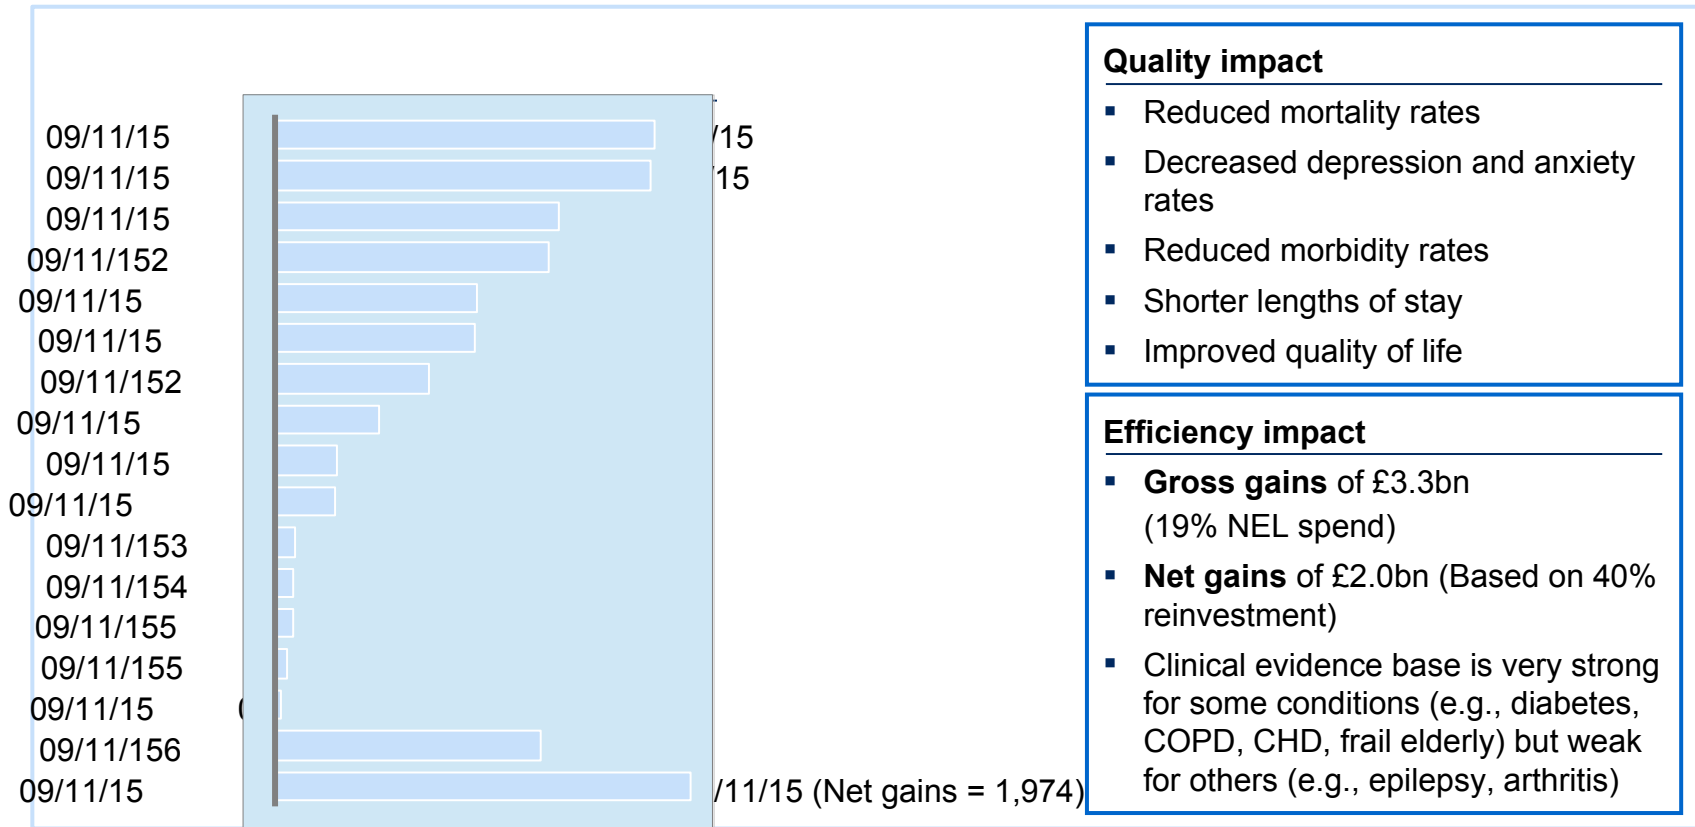 09/11/15
/15
09/11/15
/15
09/11/15
09/11/152
09/11/15
09/11/15
09/11/152
09/11/15
09/11/15
09/11/15
09/11/153
09/11/154
09/11/155
09/11/155
09/11/15
09/11/156
09/11/15
/11/15 (Net gains = 1,974)
Quality impact
▪ Reduced mortality rates
▪ Decreased depression and anxiety
rates
▪ Reduced morbidity rates
▪ Shorter lengths of stay
▪ Improved quality of life
Efficiency impact
▪ Gross gains of £3.3bn
(19% NEL spend)
▪ Net gains of £2.0bn (Based on 40%
reinvestment)
▪ Clinical evidence base is very strong
for some conditions (e.g., diabetes,
COPD, CHD, frail elderly) but weak
for others (e.g., epilepsy, arthritis)